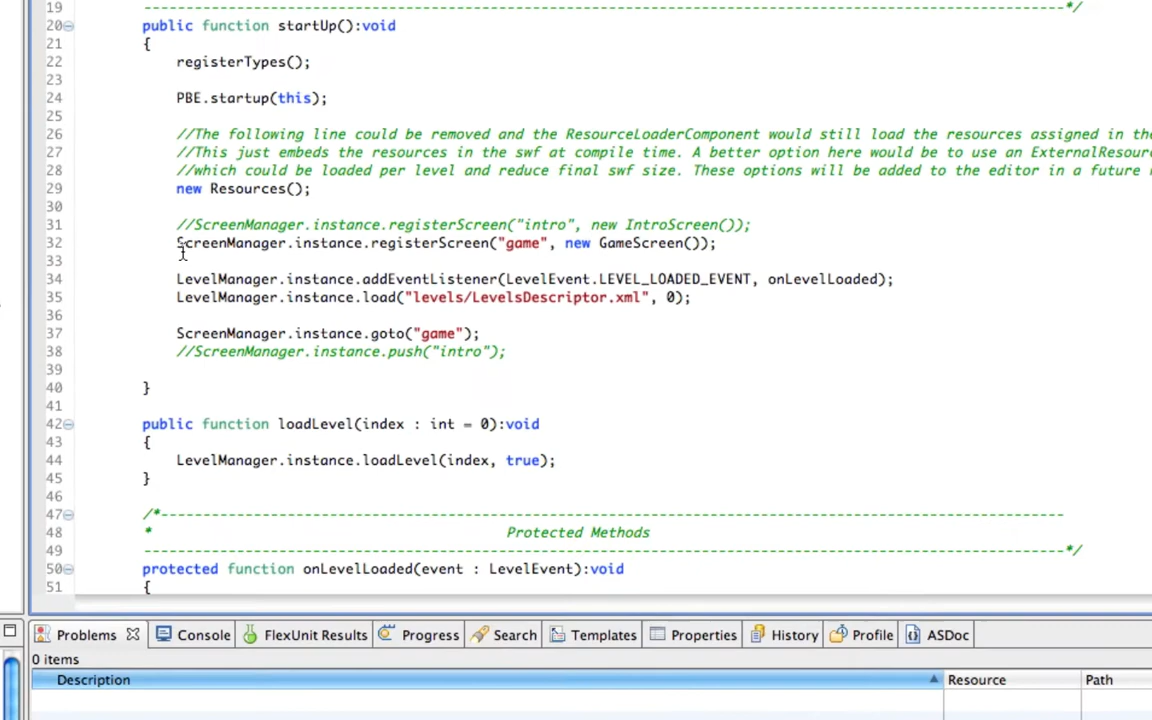 19 -----------------------------------------------------------------------------------------------------------*/
20 public function startUp():void
21 {
22 registerTypes();
23
24 PBE.startup(this);
25
26 //The following line could be removed and the ResourceLoaderComponent would still load the resources assigned in the
27 //This just embeds the resources in the swf at compile time. A better option here would be to use an ExternalResour
28 //which could be loaded per level and reduce final swf size. These options will be added to the editor in a future
29 new Resources();
30
31 //ScreenManager.instance.registerScreen("intro", new IntroScreen());
32 ScreenManager.instance.registerScreen("game", new GameScreen());
33
34 LevelManager.instance.addEventListener(LevelEvent.LEVEL_LOADED_EVENT, onLevelLoaded);
35 LevelManager.instance.load("levels/LevelsDescriptor.xml", 0);
36
37 ScreenManager.instance.goto("game");
38 //ScreenManager.instance.push("intro");
39
40 }
41
42 public function loadLevel(index : int = 0):void
43 {
44 LevelManager.instance.loadLevel(index, true);
45 }
46
47 /*-----------------------------------------------------------------------------------------------------------
48 * Protected Methods
49 -----------------------------------------------------------------------------------------------------------*/
50 protected function onLevelLoaded(event : LevelEvent):void
51 {
Problems Console FlexUnit Results Progress Search Templates Properties History Profile ASDoc
0 items
Description Resource Path